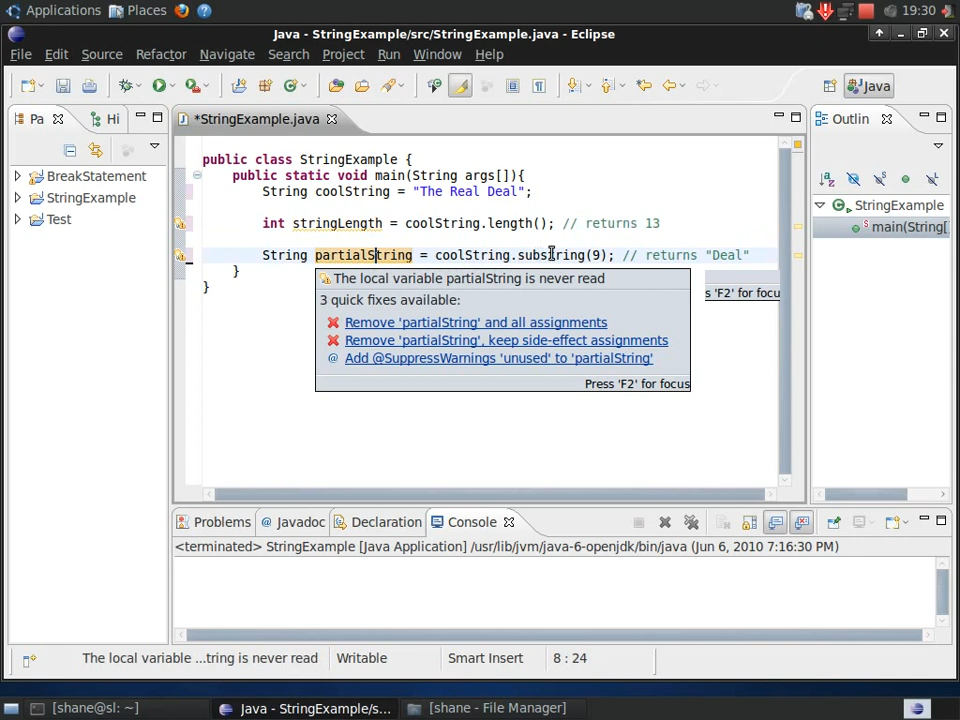 Applications Places 19:30
Java - StringExample/src/StringExample.java - Eclipse
File Edit Source Refactor Navigate Search Project Run Window Help
Java
Pa Hi *StringExample.java Outlin
BreakStatement
StringExample
Test
public class StringExample {
public static void main(String args[]){
String coolString = "The Real Deal";
int stringLength = coolString.length(); // returns 13
String partialString = coolString.substring(9); // returns "Deal"
}
}
The local variable partialString is never read
3 quick fixes available:
Remove 'partialString' and all assignments
Remove 'partialString', keep side-effect assignments
@ Add @SuppressWarnings 'unused' to 'partialString'
Press 'F2' for focus
s 'F2' for focu
StringExample
main(String[
Problems @ Javadoc Declaration Console
<terminated> StringExample [Java Application] /usr/lib/jvm/java-6-openjdk/bin/java (Jun 6, 2010 7:16:30 PM)
The local variable ...tring is never read Writable Smart Insert 8 : 24
[shane@sl: ~] Java - StringExample/s... [shane - File Manager]